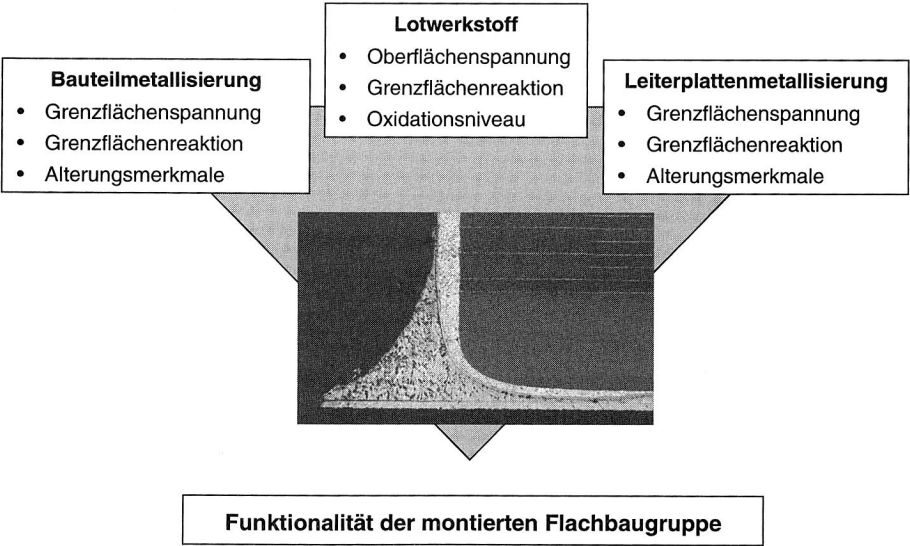 Lotwerkstoff
• Oberflächenspannung
• Grenzflächenreaktion
• Oxidationsniveau
Bauteilmetallisierung
• Grenzflächenspannung
• Grenzflächenreaktion
• Alterungsmerkmale
Leiterplattenmetallisierung
• Grenzflächenspannung
• Grenzflächenreaktion
• Alterungsmerkmale
Funktionalität der montierten Flachbaugruppe